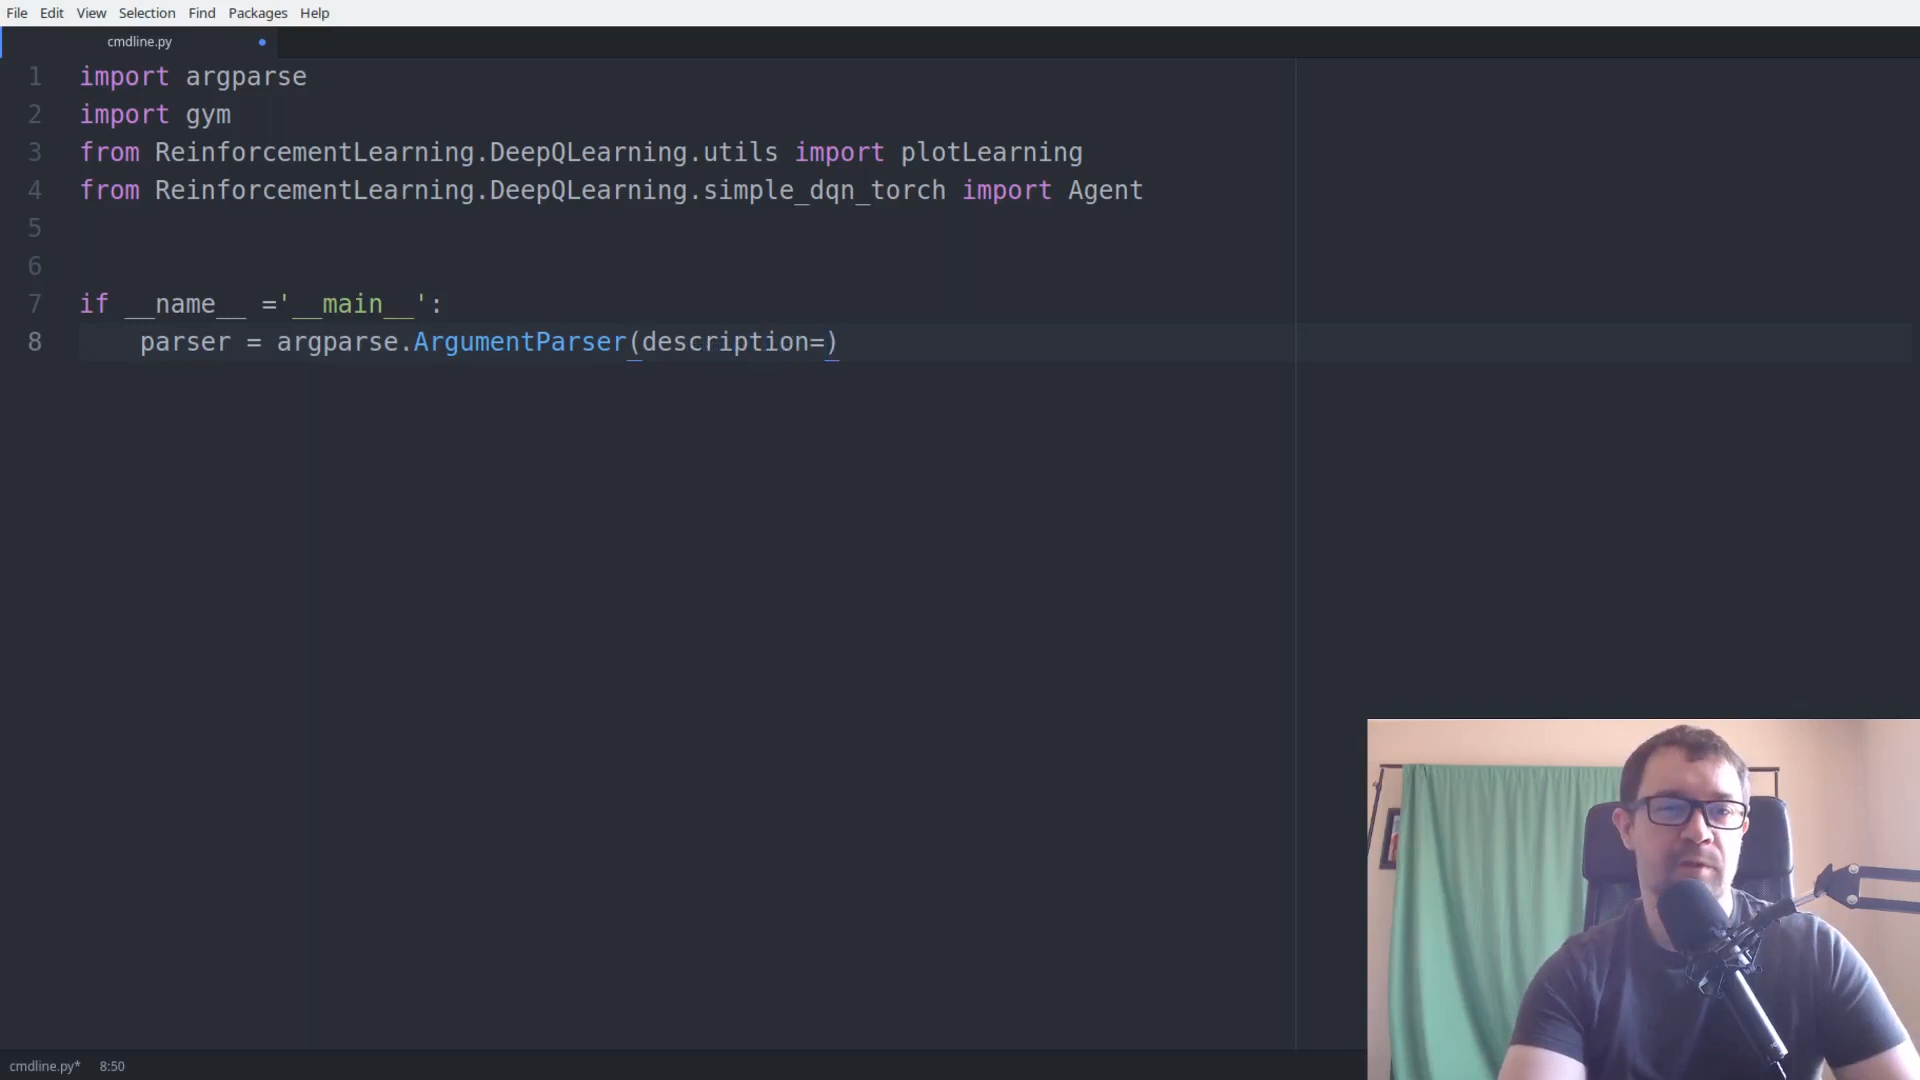 File Edit View Selection Find Packages Help
cmdline.py
1 import argparse
2 import gym
3 from ReinforcementLearning.DeepQLearning.utils import plotLearning
4 from ReinforcementLearning.DeepQLearning.simple_dqn_torch import Agent
5
6
7 if __name__ ='__main__':
8 parser = argparse.ArgumentParser(description=)
cmdline.py* 8:50